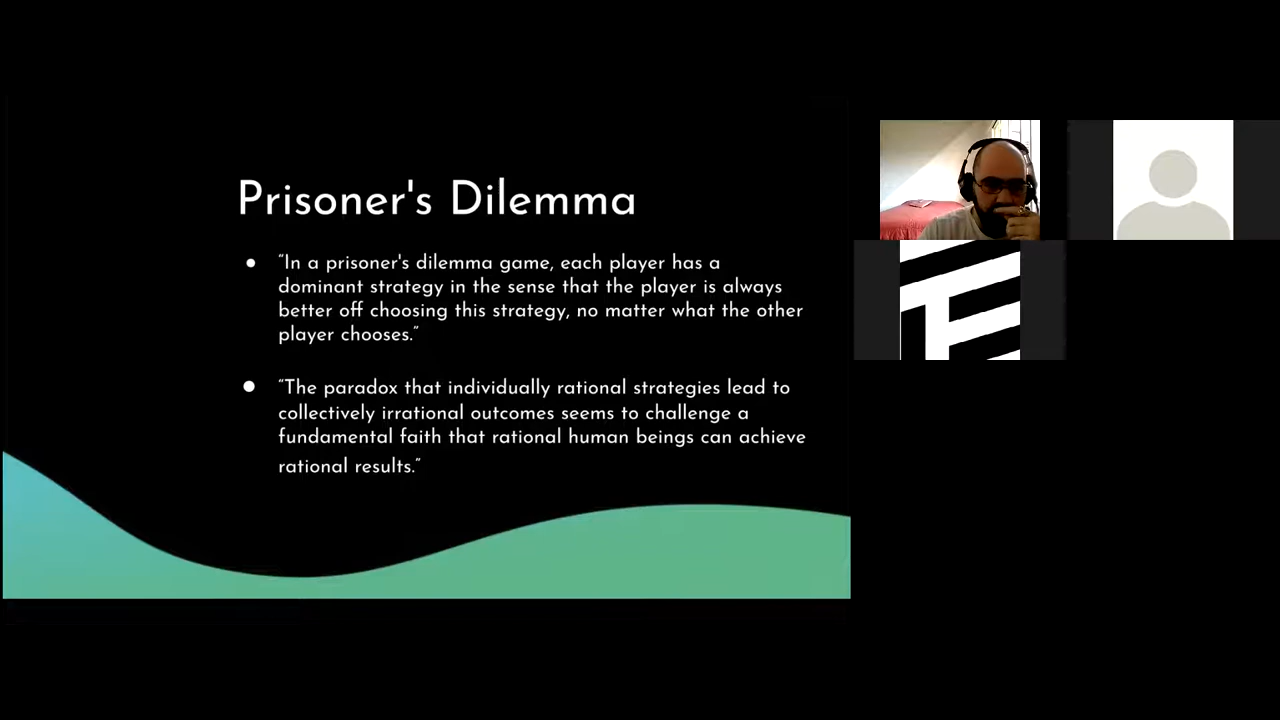 Prisoner's Dilemma
● “In a prisoner's dilemma game, each player has a
dominant strategy in the sense that the player is always
better off choosing this strategy, no matter what the other
player chooses.”
● “The paradox that individually rational strategies lead to
collectively irrational outcomes seems to challenge a
fundamental faith that rational human beings can achieve
rational results.”